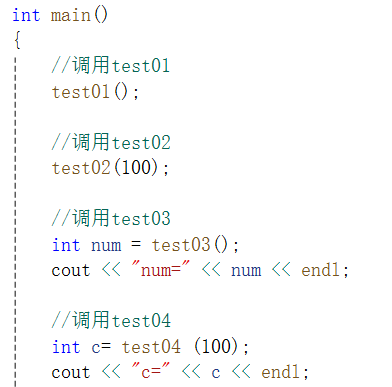 int main()
{
//调用test01
test01();
//调用test02
test02(100);
//调用test03
int num = test03();
cout << "num=" << num << endl;
//调用test04
int c= test04 (100);
cout << "c=" << c << endl;